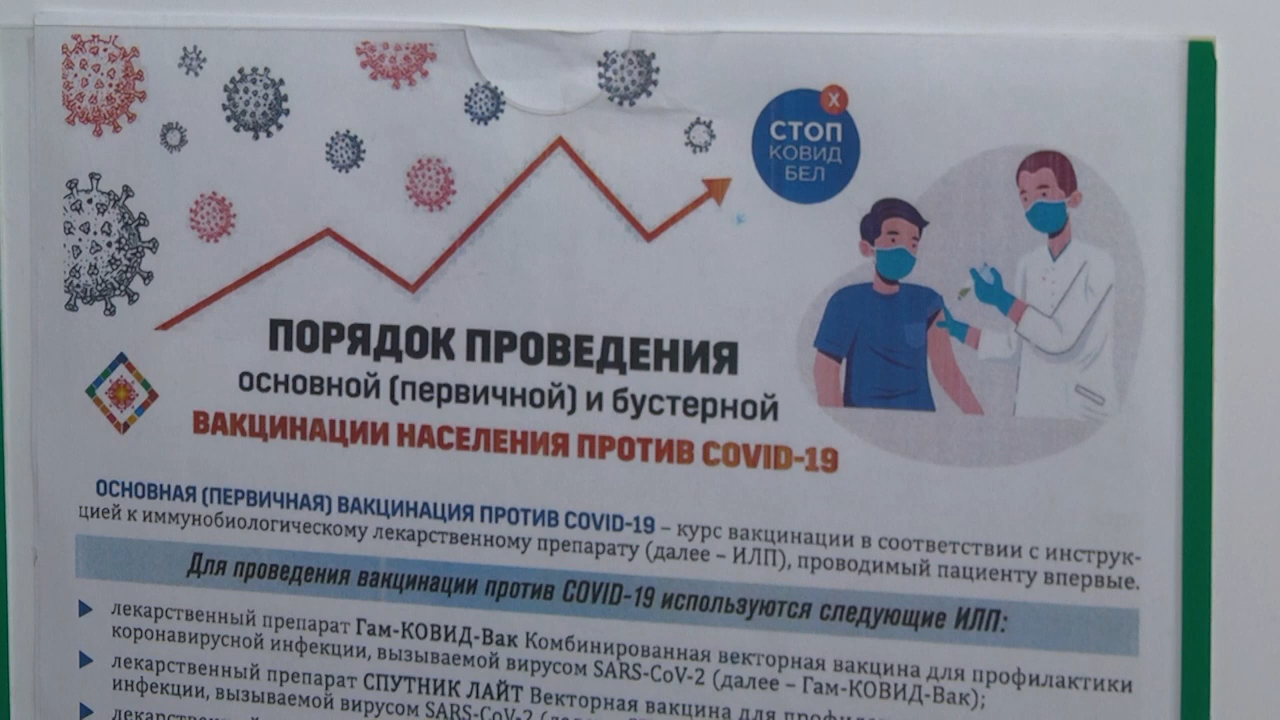 X
СТОП
КОВИД
БЕЛ
ПОРЯДОК ПРОВЕДЕНИЯ
основной (первичной) и бустерной
ВАКЦИНАЦИИ НАСЕЛЕНИЯ ПРОТИВ COVID-19
ОСНОВНАЯ (ПЕРВИЧНАЯ) ВАКЦИНАЦИЯ ПРОТИВ COVID-19 – курс вакцинации в соответствии с инструк-
цией к иммунобиологическому лекарственному препарату (далее – ИЛП), проводимый пациенту впервые.
Для проведения вакцинации против COVID-19 используются следующие ИЛП:
лекарственный препарат Гам-КОВИД-Вак Комбинированная векторная вакцина для профилактики
коронавирусной инфекции, вызываемой вирусом SARS-CoV-2 (далее – Гам-КОВИД-Вак);
лекарственный препарат СПУТНИК ЛАЙТ Векторная вакцина для
инфекции, вызываемой вирусом SARS-CoV-2